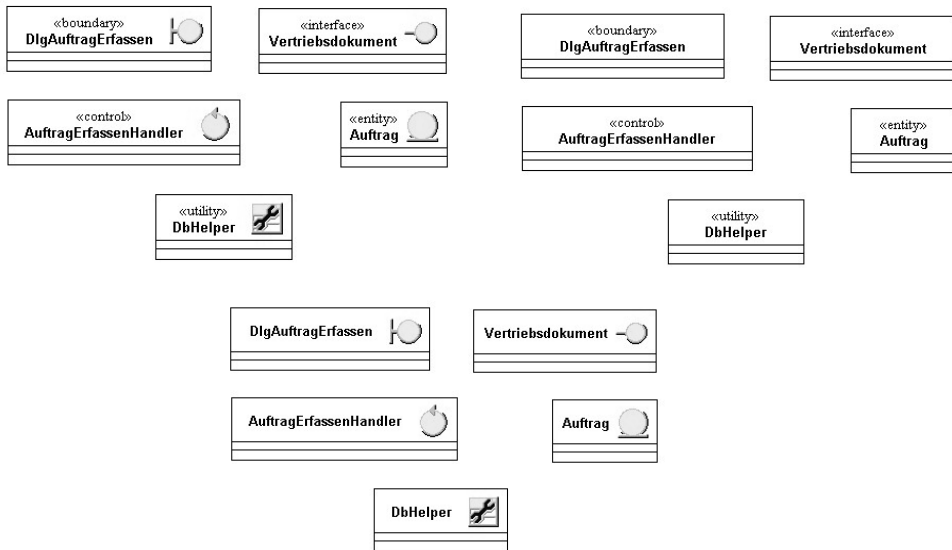 «boundary»
DlgAuftragErfassen
«interface»
Vertriebsdokument
«boundary»
DlgAuftragErfassen
«interface»
Vertriebsdokument
«control»
AuftragErfassenHandler
«entity»
Auftrag
«control»
AuftragErfassenHandler
«entity»
Auftrag
«utility»
DbHelper
«utility»
DbHelper
DlgAuftragErfassen
Vertriebsdokument
AuftragErfassenHandler
Auftrag
DbHelper